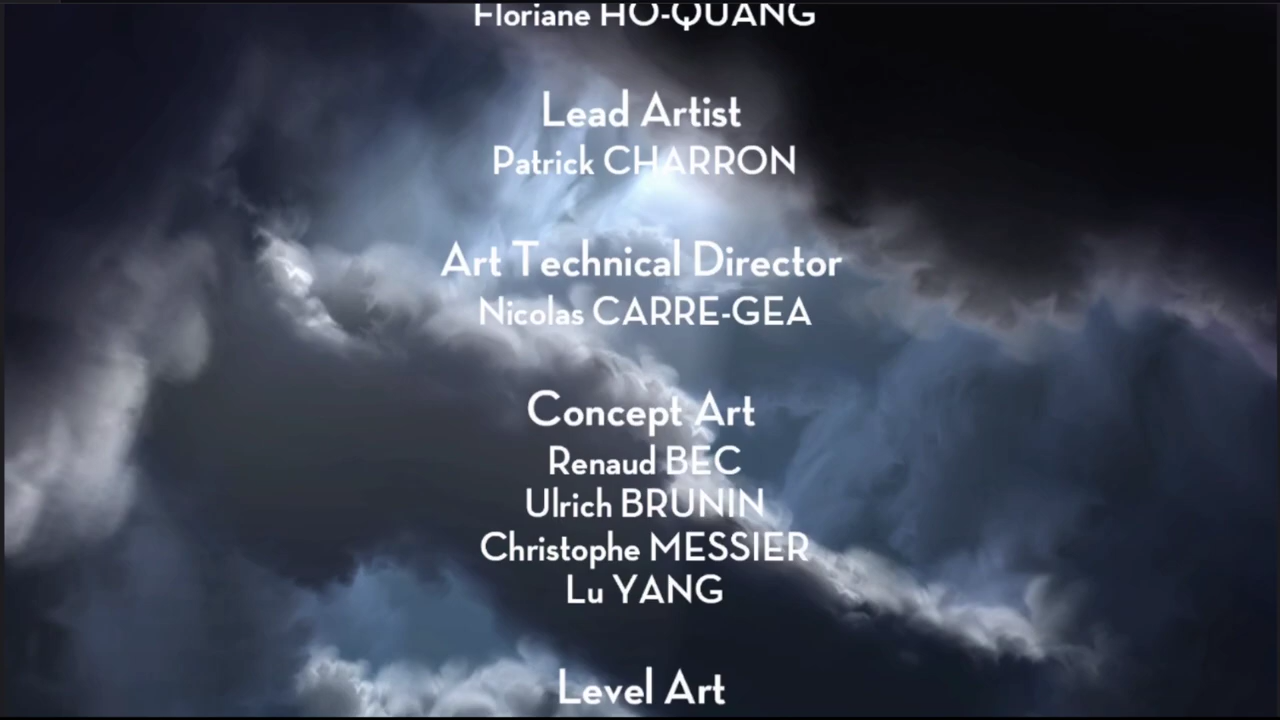 Floriane HO-QUANG
Lead Artist
Patrick CHARRON
Art Technical Director
Nicolas CARRE-GEA
Concept Art
Renaud BEC
Ulrich BRUNIN
Christophe MESSIER
Lu YANG
Level Art